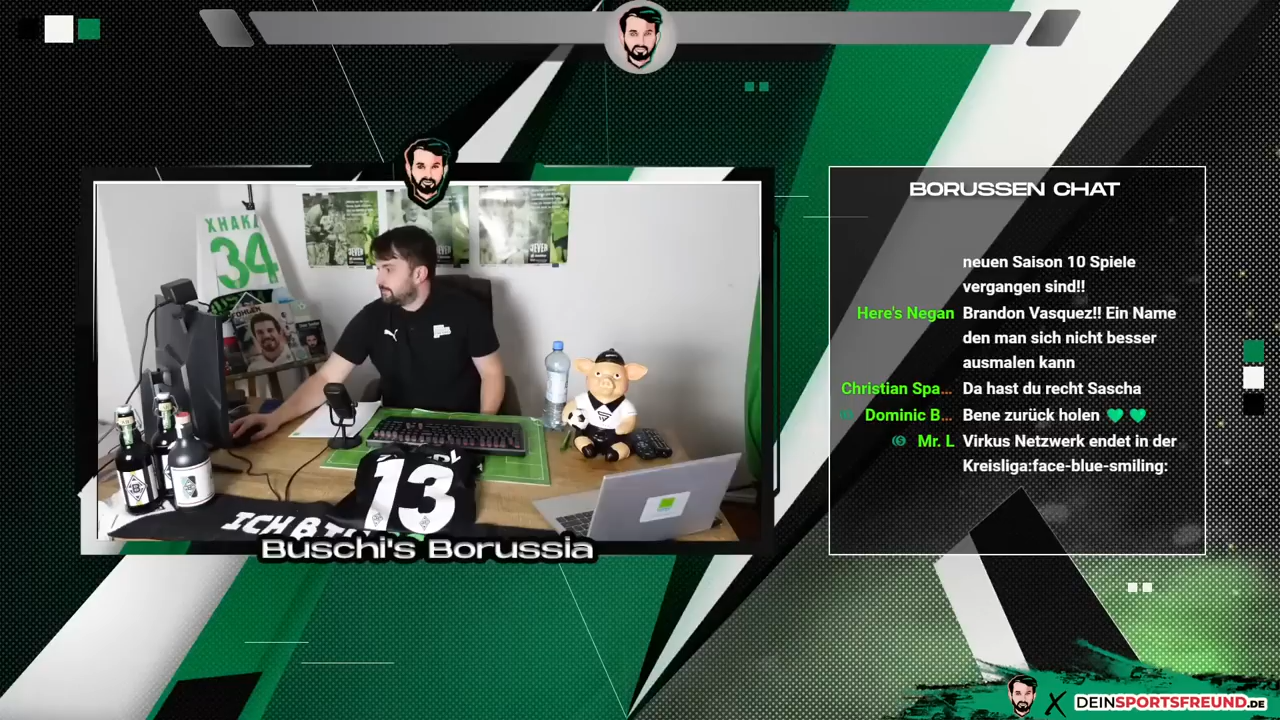 BORUSSEN CHAT
neuen Saison 10 Spiele
vergangen sind!!
Here's Negan Brandon Vasquez!! Ein Name
den man sich nicht besser
ausmalen kann
Christian Spa... Da hast du recht Sascha
Dominic B... Bene zurück holen 💚💚
Mr. L Virkus Netzwerk endet in der
Kreisliga:face-blue-smiling:
XHAKA
34
13
ICH B
Buschi's Borussia
X DEINSPORTSFREUND.DE